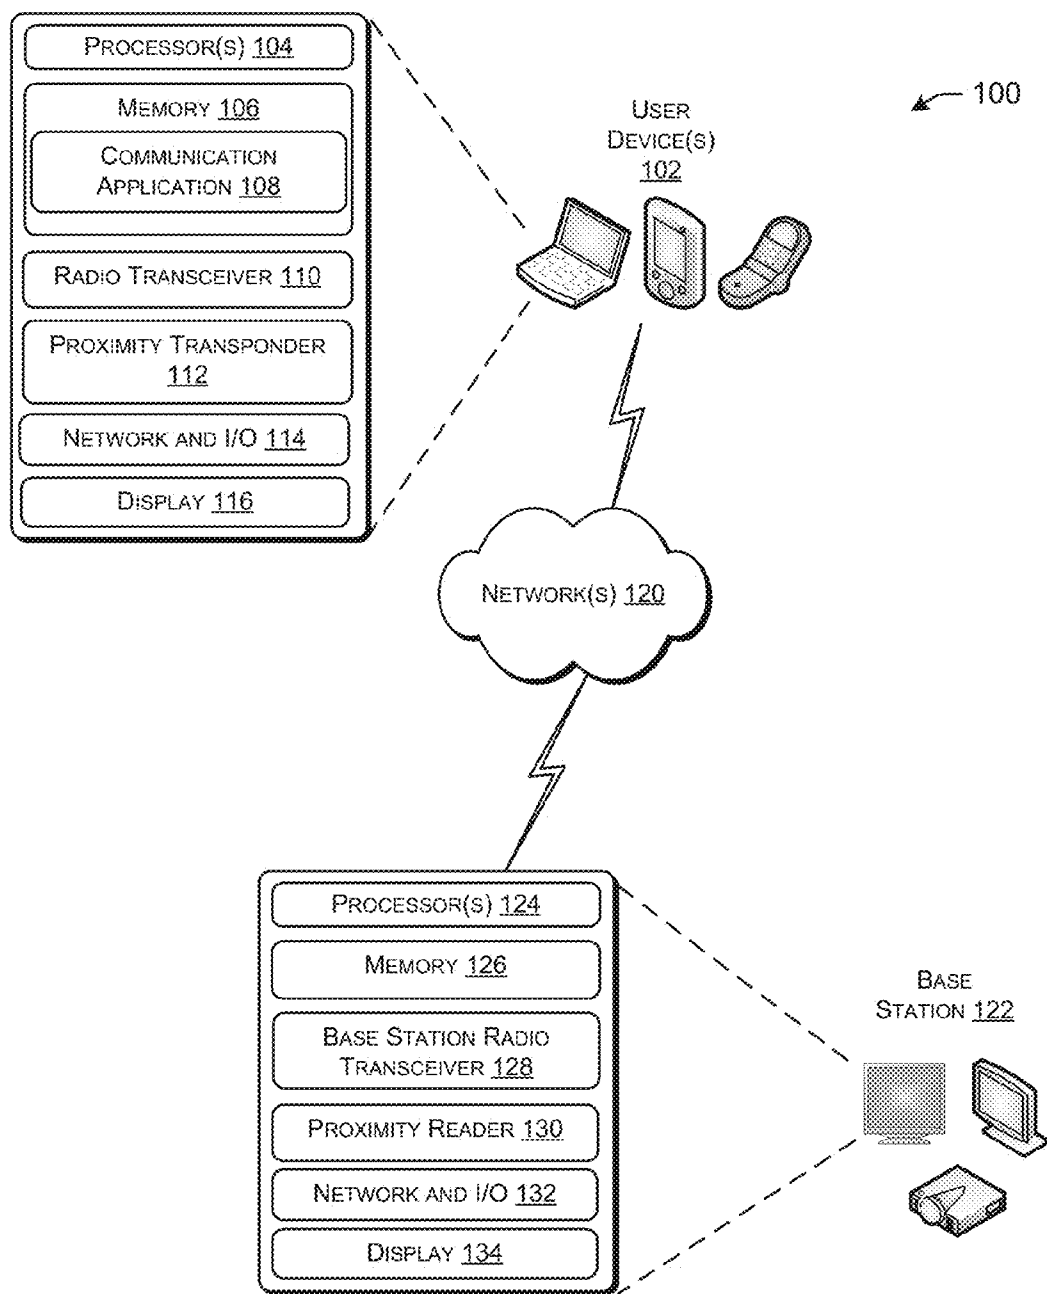 PROCESSOR(S) 104
MEMORY 106
COMMUNICATION
APPLICATION 108
RADIO TRANSCEIVER 110
PROXIMITY TRANSPONDER
112
NETWORK AND I/O 114
DISPLAY 116
100
USER
DEVICE(S)
102
NETWORK(S) 120
PROCESSOR(S) 124
MEMORY 126
BASE STATION RADIO
TRANSCEIVER 128
PROXIMITY READER 130
NETWORK AND I/O 132
DISPLAY 134
BASE
STATION 122